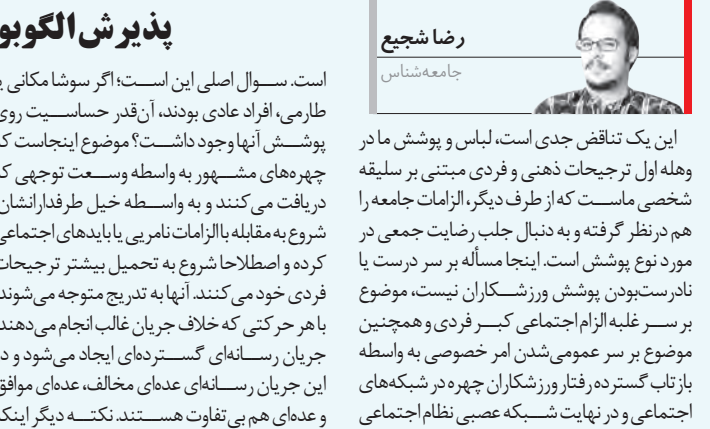 رضا شجیع
جامعه‌شناس
این یک تناقض جدی است، لباس و پوشش ما در
وهله اول ترجیحات ذهنی و فردی مبتنی بر سلیقه
شخصی ماست که از طرف دیگر، الزامات جامعه را
هم درنظر گرفته و به دنبال جلب رضایت جمعی در
مورد نوع پوشش است. اینجا مسأله بر سر درست یا
نادرست‌بودن پوشش ورزشکاران نیست، موضوع
بر سر غلبه الزام اجتماعی کبر فردی و همچنین
موضوع بر سر عمومی‌شدن امر خصوصی به واسطه
بازتاب گسترده رفتار ورزشکاران چهره در شبکه‌های
اجتماعی و در نهایت شبکه عصبی نظام اجتماعی
پذیرش الگوبو
است. سوال اصلی این است؛ اگر سوشا مکانی
طارمی، افراد عادی بودند، آن‌قدر حساسیت روی
پوشش آنها وجود داشت؟ موضوع اینجاست
چهره‌های مشهور به واسطه وسعت توجهی
دریافت می‌کنند و به واسطه خیل طرفدارانشان
شروع به مقابله با الزامات نامریی یا بایدهای اجتماعی
کرده و اصطلاحا شروع به تحمیل بیشتر ترجیحات
فردی خود می‌کنند. آنها به تدریج متوجه می‌شوند
با هر حرکتی که خلاف جریان غالب انجام می‌دهند
جریان رسانه‌ای گسترده‌ای ایجاد می‌شود و
این جریان رسانه‌ای عده‌ای مخالف، عده‌ای موافق
و عده‌ای هم بی‌تفاوت هستند. نکته دیگر اینک